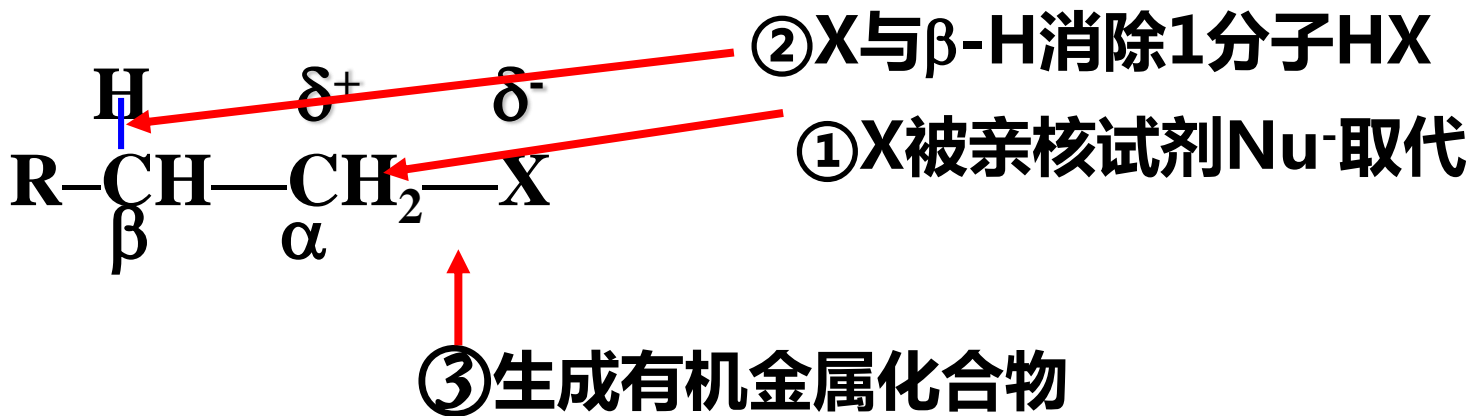 ②X与β-H消除1分子HX
H δ⁺ δ⁻
①X被亲核试剂Nu⁻取代
R—CH—CH₂—X
β α
③生成有机金属化合物